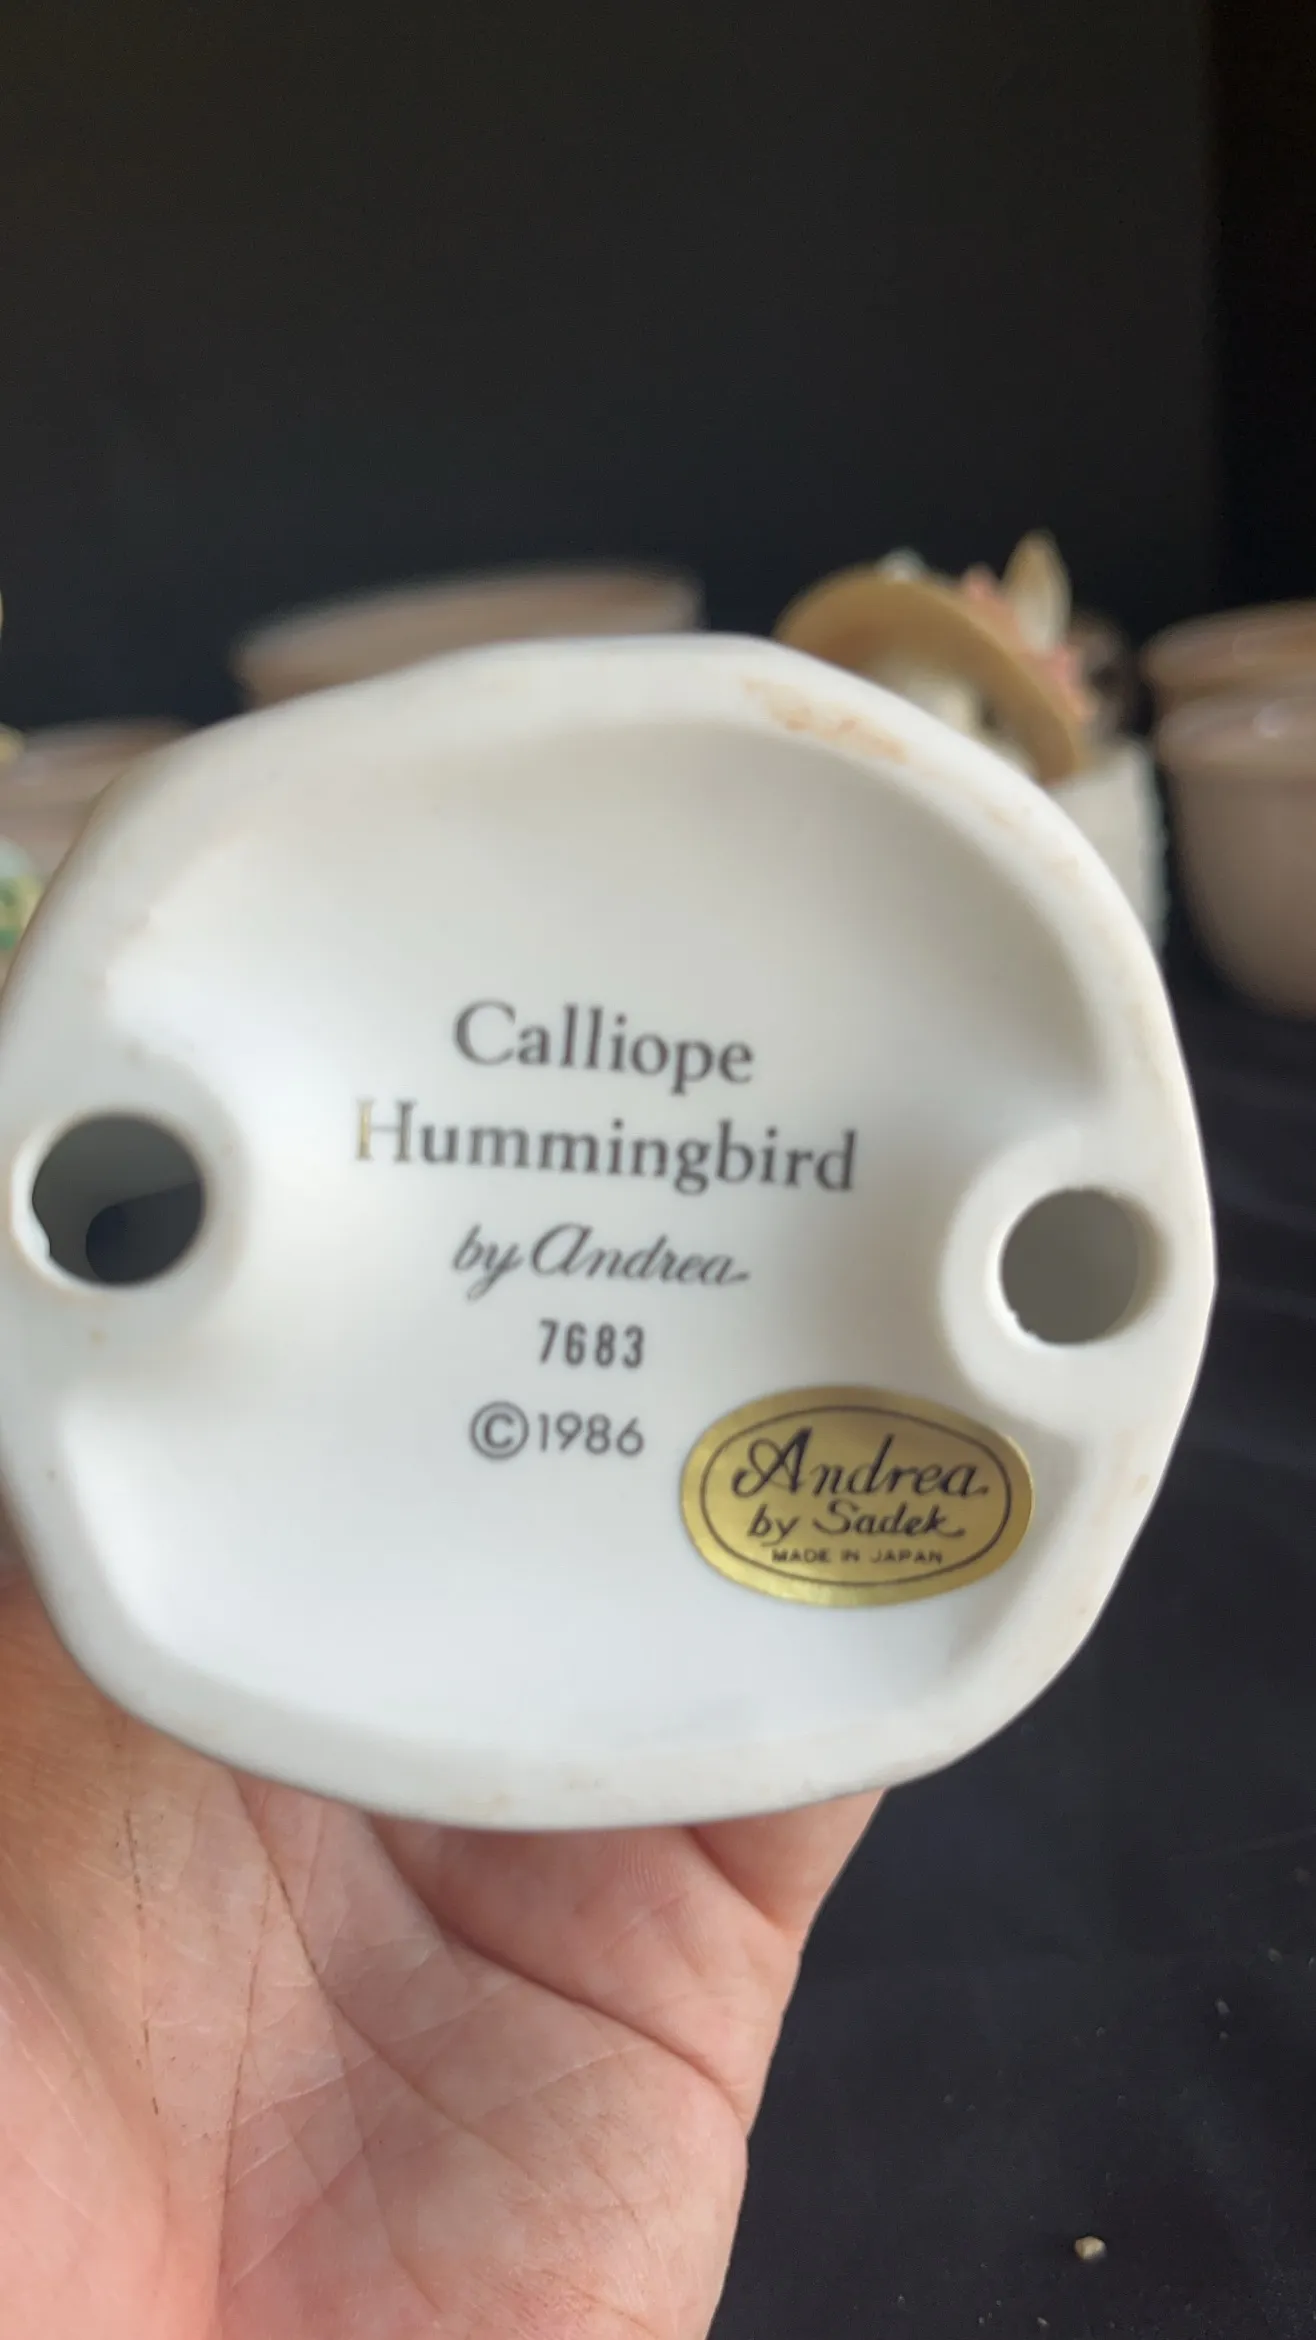 Calliope
Hummingbird
by Andrea
7683
©1986
Andrea
by Sadek
MADE IN JAPAN